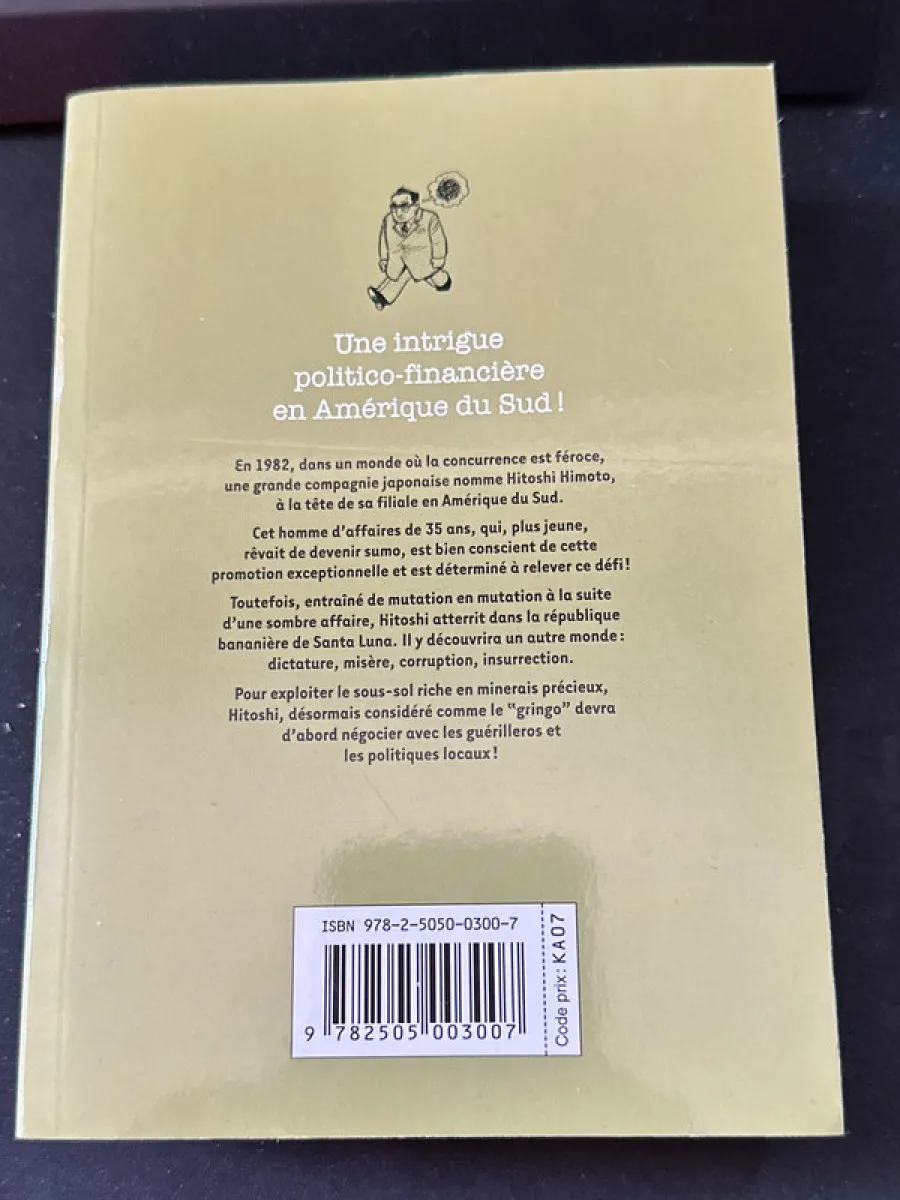 Une intrigue
politico-financière
en Amérique du Sud !
En 1982, dans un monde où la concurrence est féroce,
une grande compagnie japonaise nomme Hitoshi Himoto,
à la tête de sa filiale en Amérique du Sud.
Cet homme d'affaires de 35 ans, qui, plus jeune,
rêvait de devenir sumo, est bien conscient de cette
promotion exceptionnelle et est déterminé à relever ce défi !
Toutefois, entraîné de mutation en mutation à la suite
d'une sombre affaire, Hitoshi atterrit dans la république
bananière de Santa Luna. Il y découvrira un autre monde :
dictature, misère, corruption, insurrection.
Pour exploiter le sous-sol riche en minerais précieux,
Hitoshi, désormais considéré comme le "gringo" devra
d'abord négocier avec les guérilleros et
les politiques locaux !
ISBN 978-2-5050-0300-7
9 782505 003007
Code prix : KA07